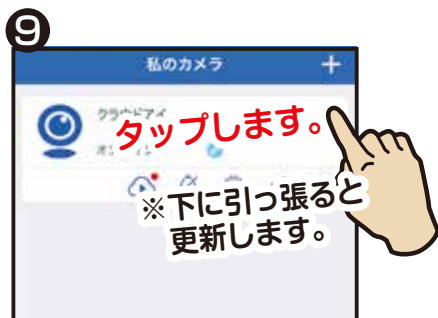 9
私のカメラ +
クラウドアイ
タップします。
※下に引っ張ると
更新します。